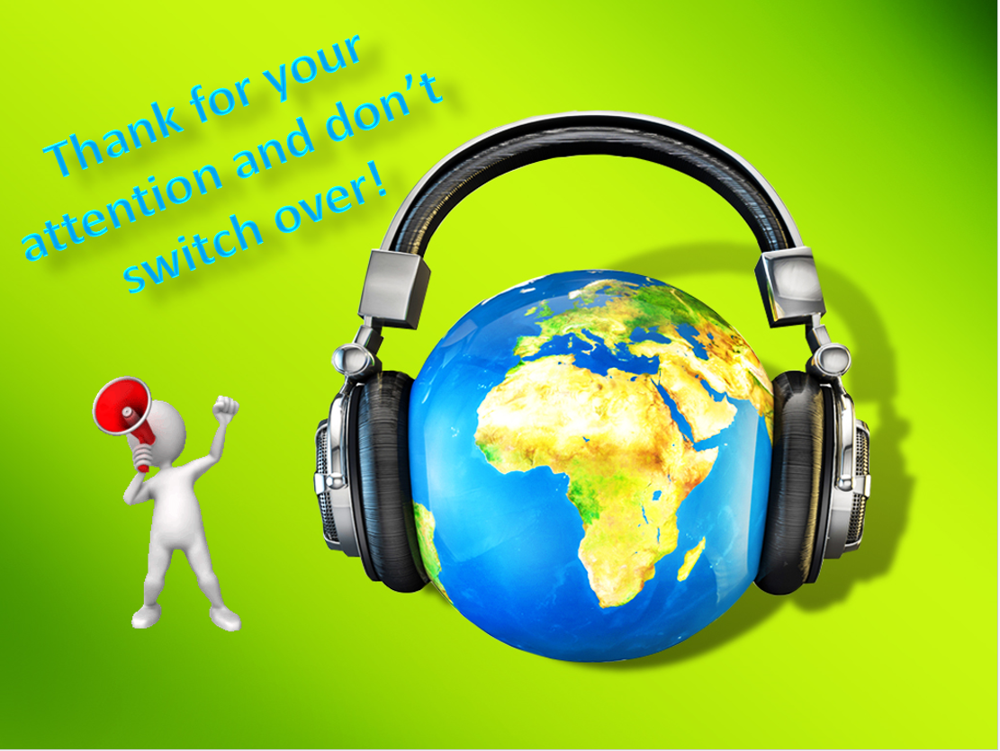 Thank for your
attention and don’t
switch over!